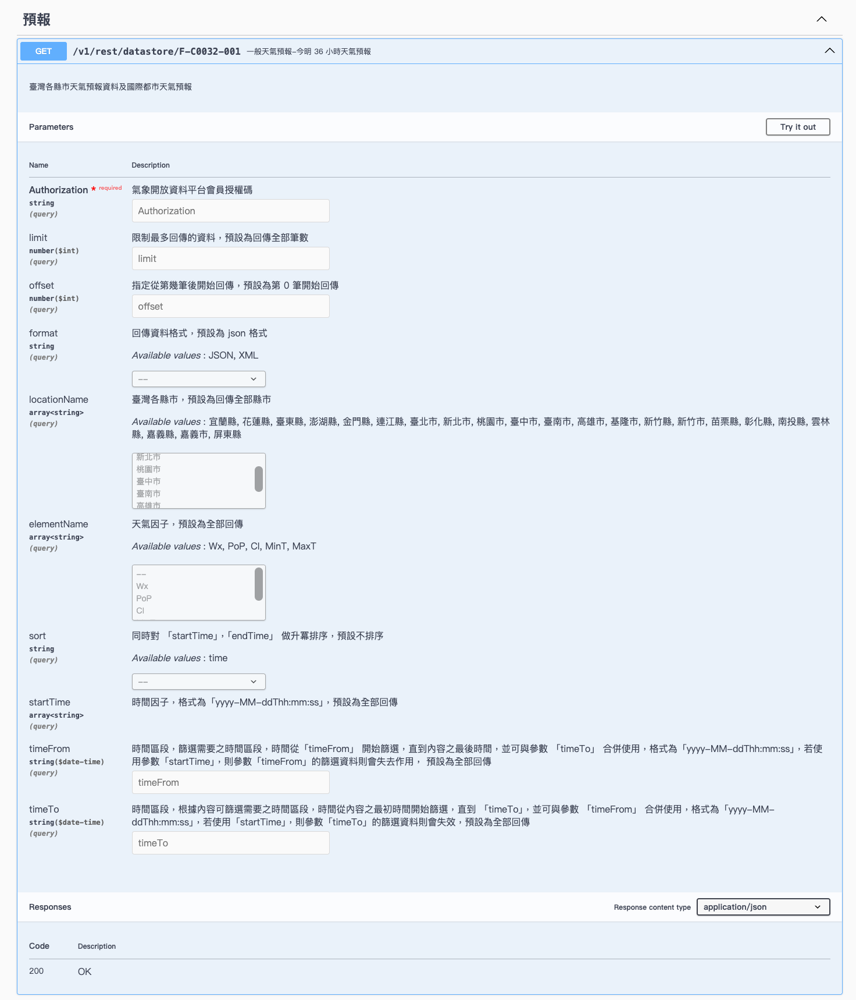 預報
GET /v1/rest/datastore/F-C0032-001 一般天氣預報-今明 36 小時天氣預報
臺灣各縣市天氣預報資料及國際都市天氣預報
Parameters
Try it out
Name Description
Authorization * required
string
(query)
氣象開放資料平台會員授權碼
Authorization
limit
number($int)
(query)
限制最多回傳的資料，預設為回傳全部筆數
limit
offset
number($int)
(query)
指定從第幾筆後開始回傳，預設為第 0 筆開始回傳
offset
format
string
(query)
回傳資料格式，預設為 json 格式
Available values : JSON, XML
--
locationName
array<string>
(query)
臺灣各縣市，預設為回傳全部縣市
Available values : 宜蘭縣, 花蓮縣, 臺東縣, 澎湖縣, 金門縣, 連江縣, 臺北市, 新北市, 桃園市, 臺中市, 臺南市, 高雄市, 基隆市, 新竹縣, 新竹市, 苗栗縣, 彰化縣, 南投縣, 雲林
縣, 嘉義縣, 嘉義市, 屏東縣
新北市
桃園市
臺中市
臺南市
高雄市
elementName
array<string>
(query)
天氣因子，預設為全部回傳
Available values : Wx, PoP, CI, MinT, MaxT
--
Wx
PoP
CI
sort
string
(query)
同時對 「startTime」,「endTime」 做升冪排序，預設不排序
Available values : time
--
startTime
array<string>
(query)
時間因子，格式為「yyyy-MM-ddThh:mm:ss」，預設為全部回傳
timeFrom
string($date-time)
(query)
時間區段，篩選需要之時間區段，時間從「timeFrom」 開始篩選，直到內容之最後時間，並可與參數 「timeTo」 合併使用，格式為「yyyy-MM-ddThh:mm:ss」，若使
用參數「startTime」，則參數「timeFrom」的篩選資料則會失去作用， 預設為全部回傳
timeFrom
timeTo
string($date-time)
(query)
時間區段，根據內容可篩選需要之時間區段，時間從內容之最初時間開始篩選，直到 「timeTo」，並可與參數 「timeFrom」 合併使用，格式為「yyyy-MM-
ddThh:mm:ss」，若使用「startTime」，則參數「timeTo」的篩選資料則會失效，預設為全部回傳
timeTo
Responses
Response content type application/json
Code Description
200 OK